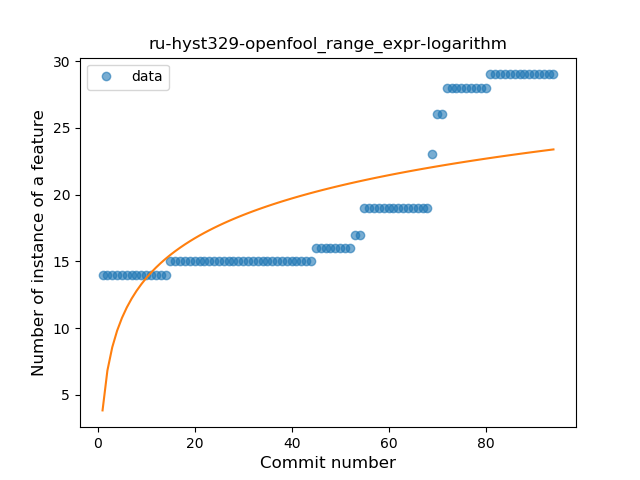 ru-hyst329-openfool_range_expr-logarithm
data
Number of instance of a feature
30
25
20
15
10
5
0
20
40
60
80
Commit number